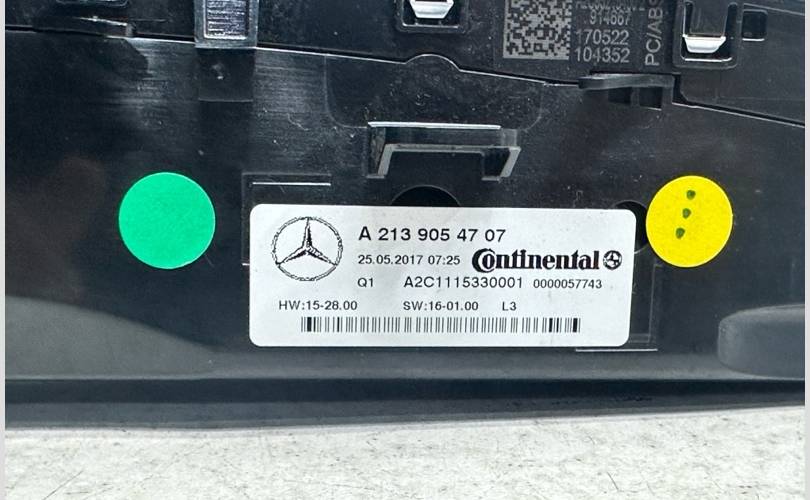 914667
170522
104352
PC/ABS
A 213 905 47 07
25.05.2017 07:25
Continental
Q1 A2C1115330001 0000057743
HW:15-28.00 SW:16-01.00 L3